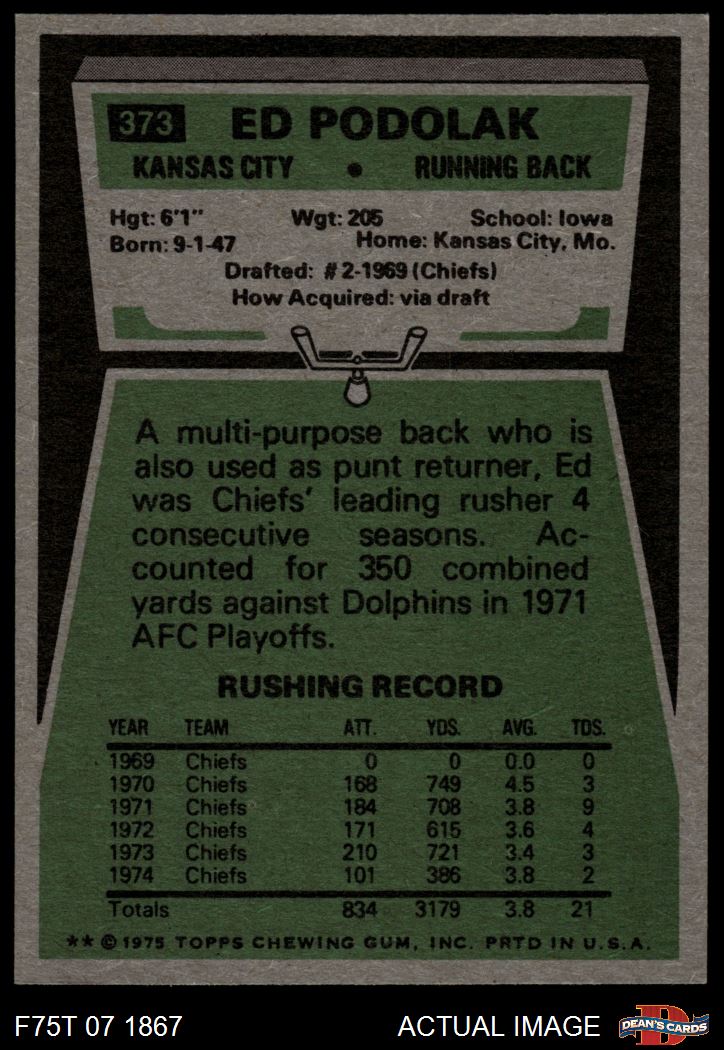 373 ED PODOLAK
KANSAS CITY • RUNNING BACK
Hgt: 6'1" Wgt: 205 School: Iowa
Born: 9-1-47 Home: Kansas City, Mo.
Drafted: #2-1969 (Chiefs)
How Acquired: via draft
A multi-purpose back who is
also used as punt returner, Ed
was Chiefs' leading rusher 4
consecutive seasons. Ac-
counted for 350 combined
yards against Dolphins in 1971
AFC Playoffs.
RUSHING RECORD
YEAR TEAM ATT. YDS. AVG. TDS.
1969 Chiefs 0 0 0.0 0
1970 Chiefs 168 749 4.5 3
1971 Chiefs 184 708 3.8 9
1972 Chiefs 171 615 3.6 4
1973 Chiefs 210 721 3.4 3
1974 Chiefs 101 386 3.8 2
Totals 834 3179 3.8 21
** © 1975 TOPPS CHEWING GUM, INC. PRTD IN U.S.A.
F75T 07 1867 ACTUAL IMAGE D DEAN'S CARDS